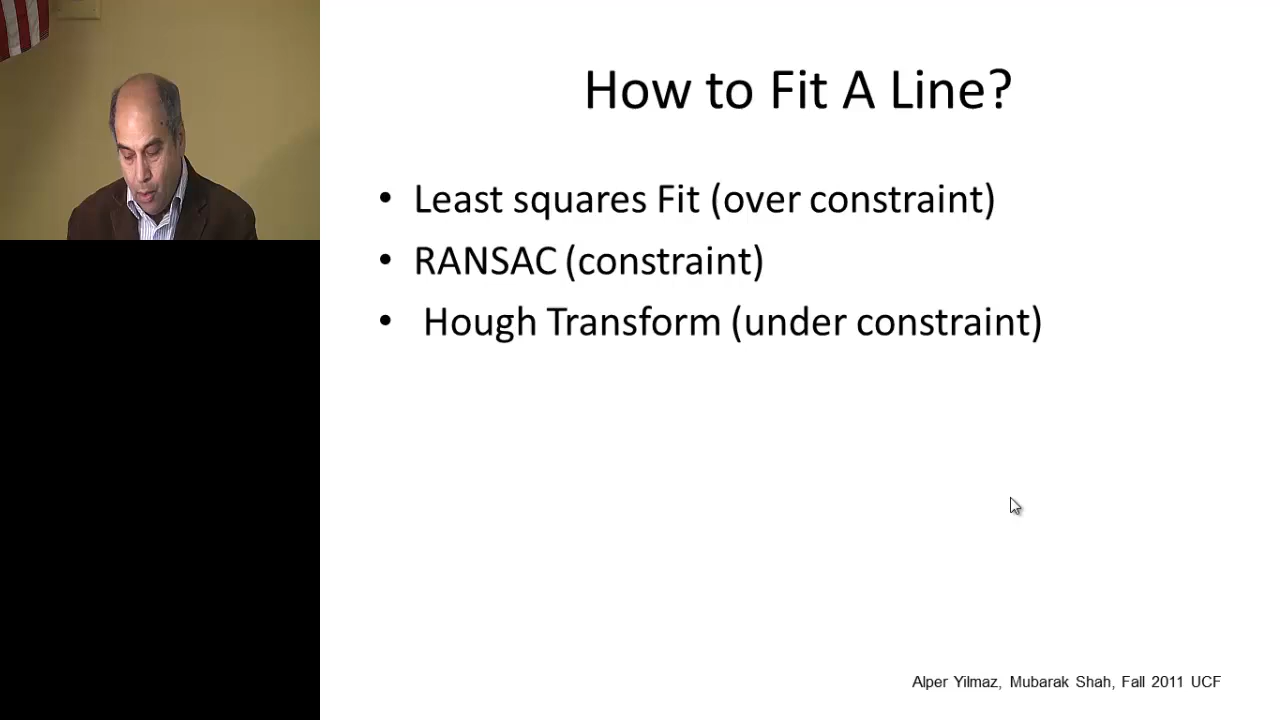 How to Fit A Line?
• Least squares Fit (over constraint)
• RANSAC (constraint)
• Hough Transform (under constraint)
Alper Yilmaz, Mubarak Shah, Fall 2011 UCF